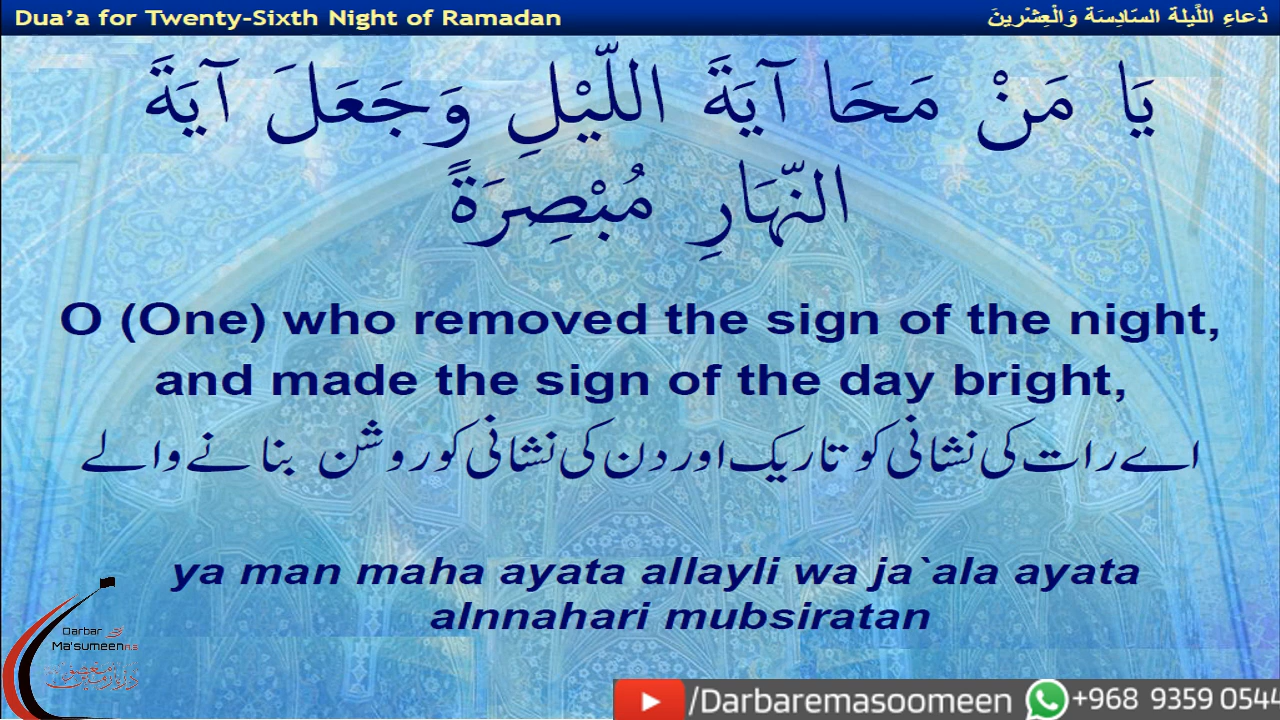 Dua’a for Twenty-Sixth Night of Ramadan
دُعاءِ اللَّيلة السّادِسَة وَالْعِشْرينَ
يَا مَنْ مَحَا آيَةَ اللَّيْلِ وَجَعَلَ آيَةَ
النَّهَارِ مُبْصِرَةً
O (One) who removed the sign of the night,
and made the sign of the day bright,
اے رات کی نشانی کو تاریک اور دن کی نشانی کو روشن بنانے والے
ya man maha ayata allayli wa ja`ala ayata
alnnahari mubsiratan
Darbar
Ma'sumeen A.S
/Darbaremasoomeen +968 9359 0544